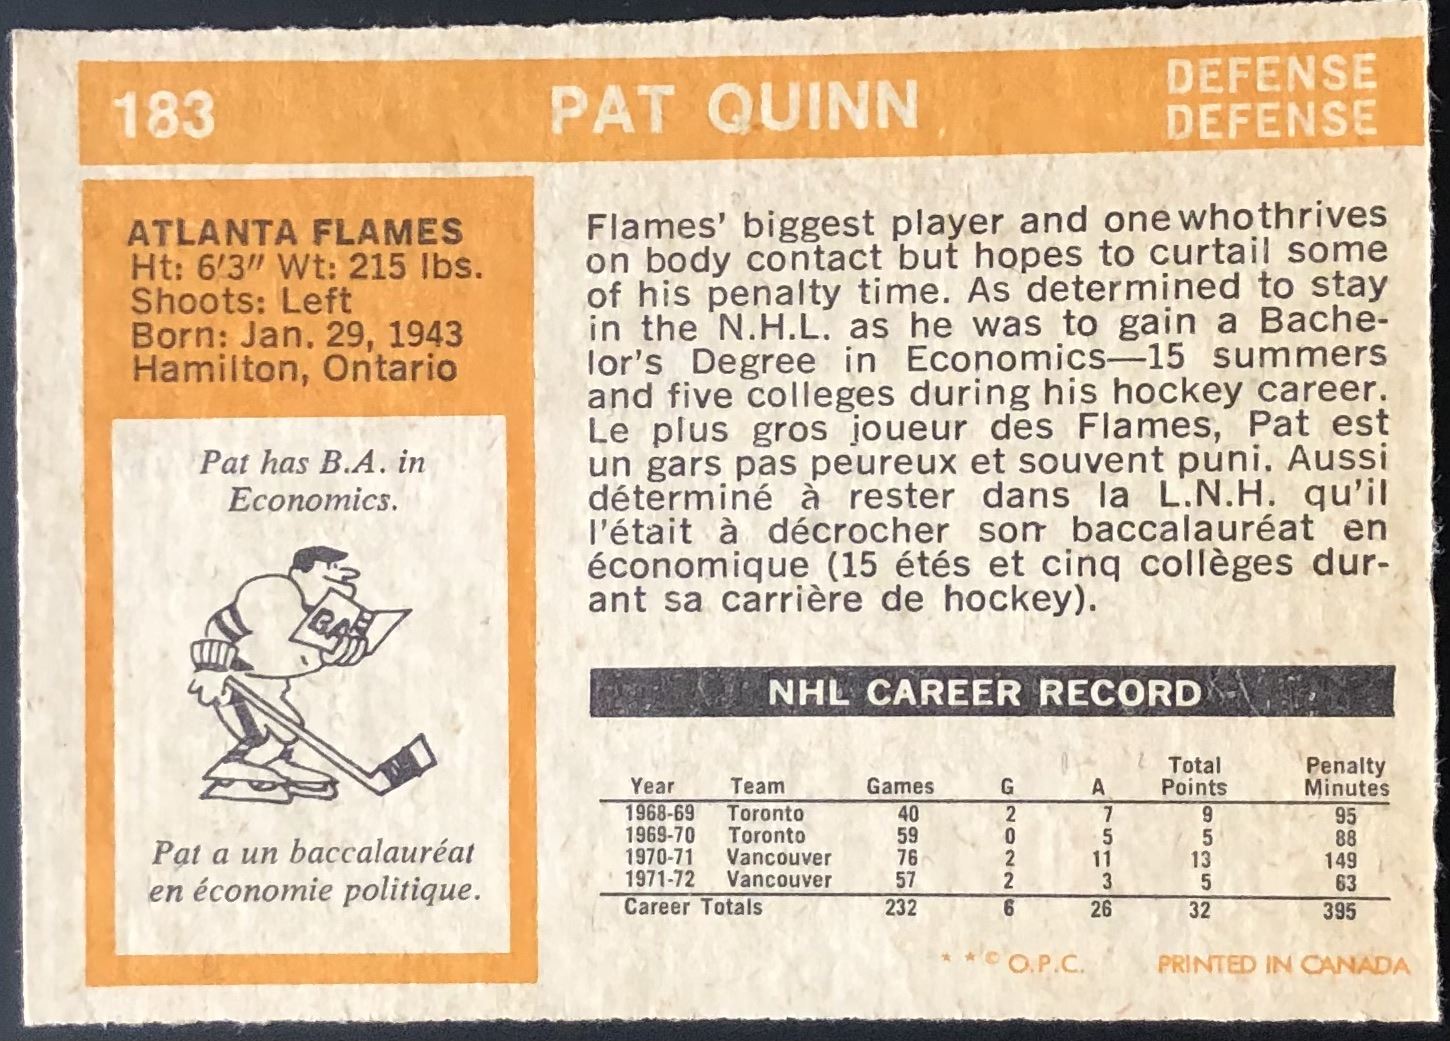 183
PAT QUINN
DEFENSE
DEFENSE
ATLANTA FLAMES
Ht: 6'3" Wt: 215 lbs.
Shoots: Left
Born: Jan. 29, 1943
Hamilton, Ontario
Pat has B.A. in
Economics.
BA
Pat a un baccalauréat
en économie politique.
Flames' biggest player and one who thrives
on body contact but hopes to curtail some
of his penalty time. As determined to stay
in the N.H.L. as he was to gain a Bache-
lor's Degree in Economics—15 summers
and five colleges during his hockey career.
Le plus gros joueur des Flames, Pat est
un gars pas peureux et souvent puni. Aussi
déterminé à rester dans la L.N.H. qu'il
l'était à décrocher son baccalauréat en
économique (15 étés et cinq collèges dur-
ant sa carrière de hockey).
NHL CAREER RECORD
Year Team Games G A Total Points Penalty Minutes
1968-69 Toronto 40 2 7 9 95
1969-70 Toronto 59 0 5 5 88
1970-71 Vancouver 76 2 11 13 149
1971-72 Vancouver 57 2 3 5 63
Career Totals 232 6 26 32 395
* * © O.P.C. PRINTED IN CANADA